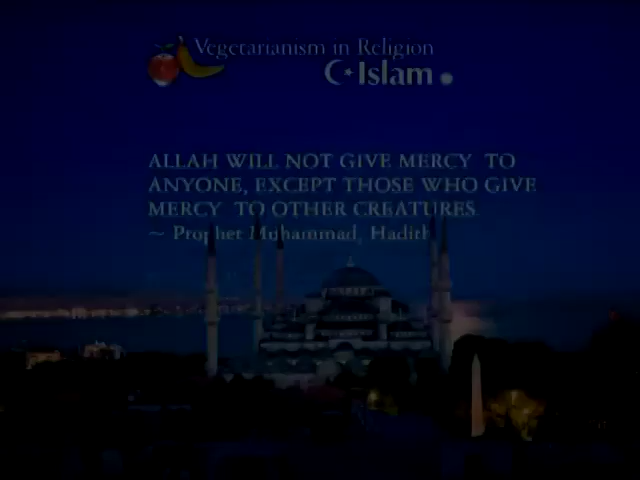 Vegetarianism in Religion
Islam
ALLAH WILL NOT GIVE MERCY TO
ANYONE, EXCEPT THOSE WHO GIVE
MERCY TO OTHER CREATURES
~ Prophet Muhammad, Hadith